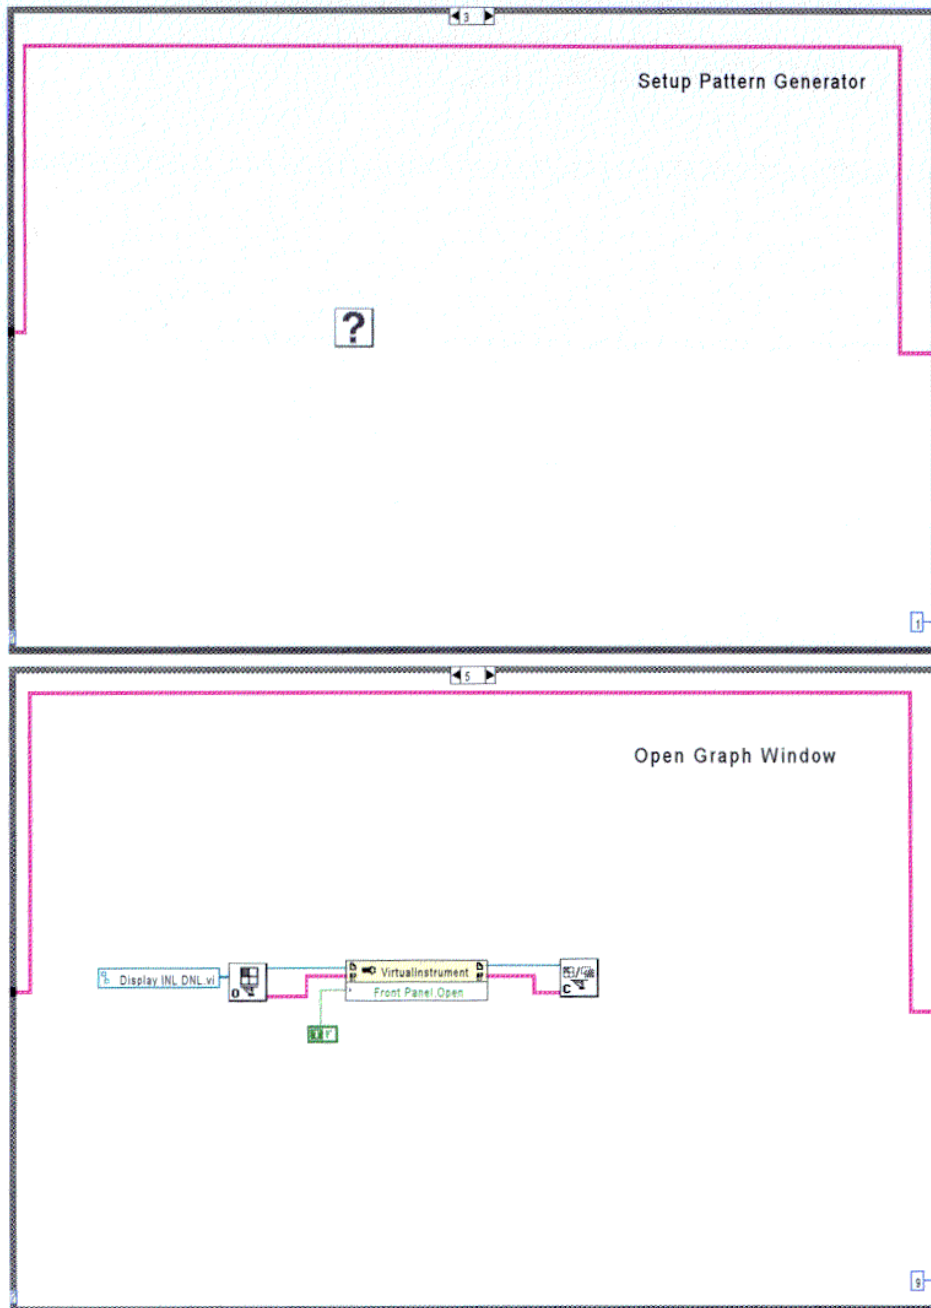 3
Setup Pattern Generator
?
1
5
Open Graph Window
Display INL DNL.vi
O
VirtualInstrument
Front Panel.Open
C
T F
9